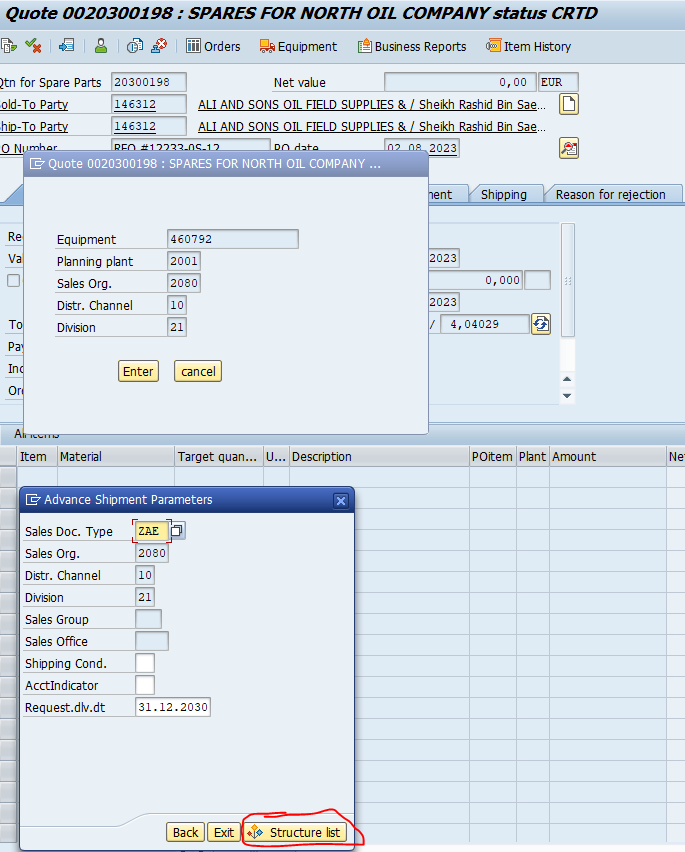 Quote 0020300198 : SPARES FOR NORTH OIL COMPANY status CRTD
Orders Equipment Business Reports Item History
Qtn for Spare Parts 20300198 Net value 0,00 EUR
Sold-To Party 146312 ALI AND SONS OIL FIELD SUPPLIES & / Sheikh Rashid Bin Sae...
Ship-To Party 146312 ALI AND SONS OIL FIELD SUPPLIES & / Sheikh Rashid Bin Sae...
PO Number RFQ #12233-0S-12 PO date 02.08.2023
Quote 0020300198 : SPARES FOR NORTH OIL COMPANY ...
ment Shipping Reason for rejection
Equipment 460792
Planning plant 2001
Sales Org. 2080
Distr. Channel 10
Division 21
Enter cancel
Re
Val
To
Pay
Inc
Or
2023
0,000
2023
/ 4,04029
All items
Item Material Target quan... U... Description POitem Plant Amount Ne
Advance Shipment Parameters
Sales Doc. Type ZAE
Sales Org. 2080
Distr. Channel 10
Division 21
Sales Group
Sales Office
Shipping Cond.
AcctIndicator
Request.dlv.dt 31.12.2030
Back Exit Structure list